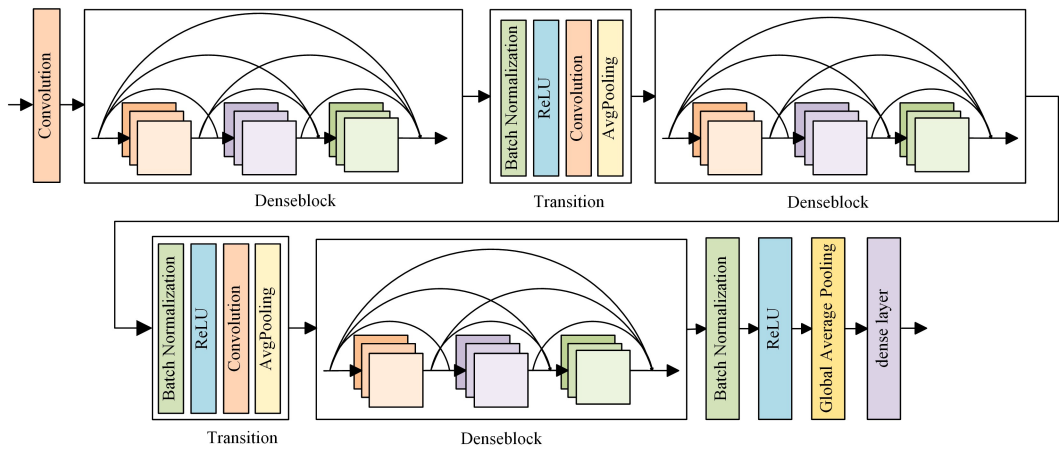 Convolution
Denseblock
Batch Normalization
ReLU
Convolution
AvgPooling
Transition
Denseblock
Batch Normalization
ReLU
Convolution
AvgPooling
Transition
Denseblock
Batch Normalization
ReLU
Global Average Pooling
dense layer